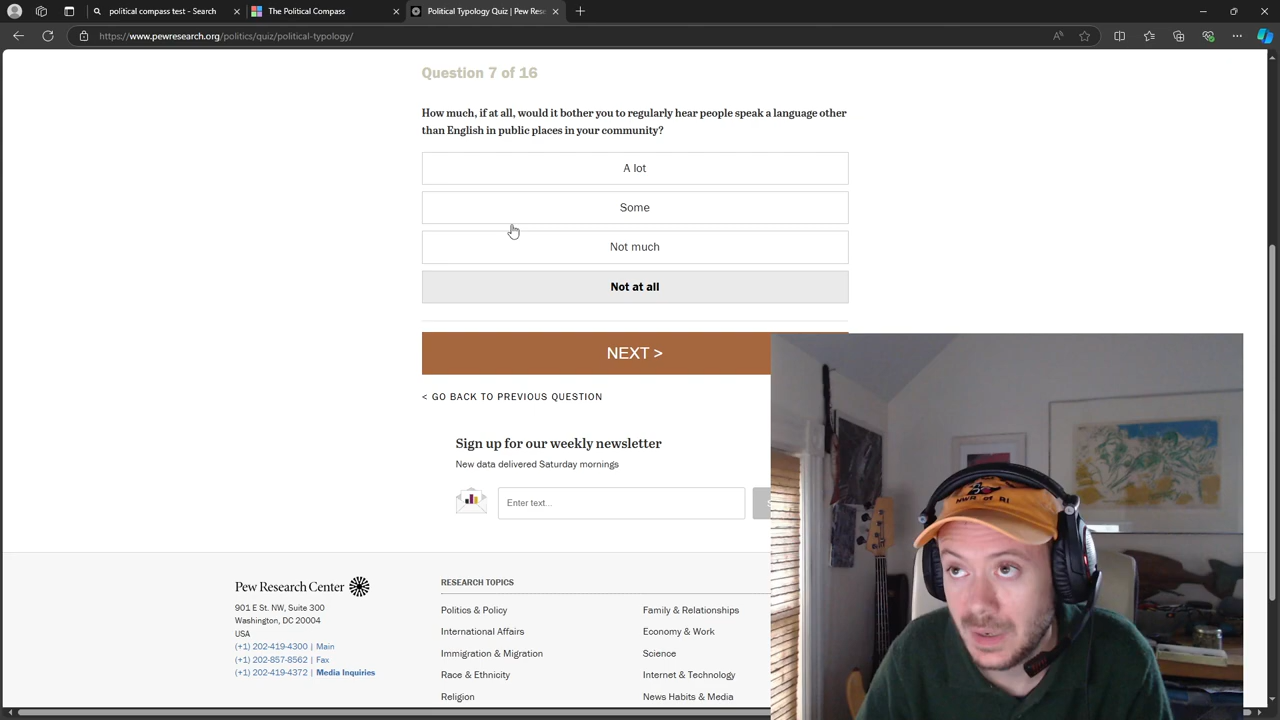 political compass test - Search
The Political Compass
Political Typology Quiz | Pew Res
https://www.pewresearch.org/politics/quiz/political-typology/
Question 7 of 16
How much, if at all, would it bother you to regularly hear people speak a language other
than English in public places in your community?
A lot
Some
Not much
Not at all
NEXT >
< GO BACK TO PREVIOUS QUESTION
Sign up for our weekly newsletter
New data delivered Saturday mornings
Enter text...
Pew Research Center
901 E St. NW, Suite 300
Washington, DC 20004
USA
(+1) 202-419-4300 | Main
(+1) 202-857-8562 | Fax
(+1) 202-419-4372 | Media Inquiries
RESEARCH TOPICS
Politics & Policy
International Affairs
Immigration & Migration
Race & Ethnicity
Religion
Family & Relationships
Economy & Work
Science
Internet & Technology
News Habits & Media